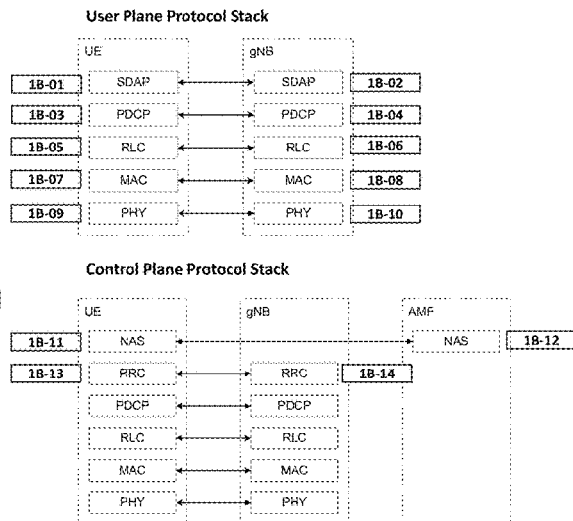 User Plane Protocol Stack
UE gNB
1B-01 SDAP SDAP 1B-02
1B-03 PDCP PDCP 1B-04
1B-05 RLC RLC 1B-06
1B-07 MAC MAC 1B-08
1B-09 PHY PHY 1B-10
Control Plane Protocol Stack
UE gNB AMF
1B-11 NAS NAS 1B-12
1B-13 RRC RRC 1B-14
PDCP PDCP
RLC RLC
MAC MAC
PHY PHY